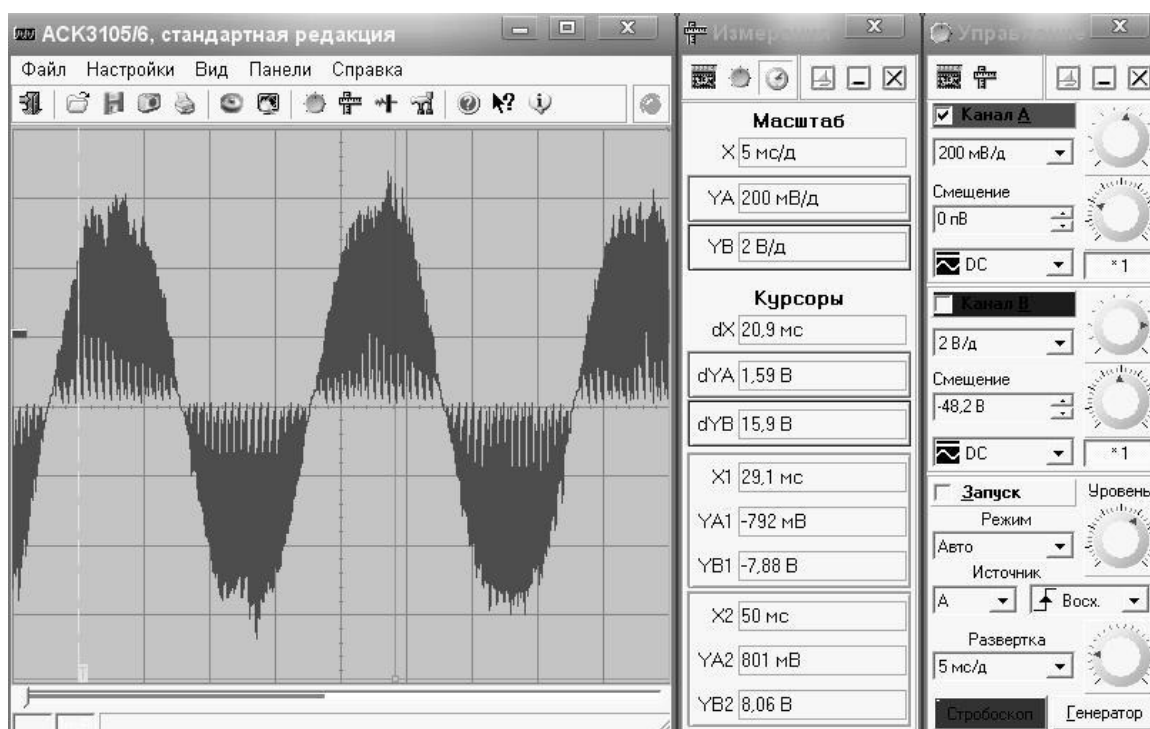 АСК3105/6, стандартная редакция
Файл Настройки Вид Панели Справка
T
Измерения
Масштаб
X 5 мс/д
YA 200 мВ/д
YB 2 В/д
Курсоры
dX 20,9 мс
dYA 1,59 В
dYB 15,9 В
X1 29,1 мс
YA1 -792 мВ
YB1 -7,88 В
X2 50 мс
YA2 801 мВ
YB2 8,06 В
Управление
Канал A
200 мВ/д
Смещение
0 пВ
DC
*1
Канал B
2 В/д
Смещение
-48,2 В
DC
*1
Запуск
Уровень
Режим
Авто
Источник
A
Восх.
Развертка
5 мс/д
Стробоскоп
Генератор